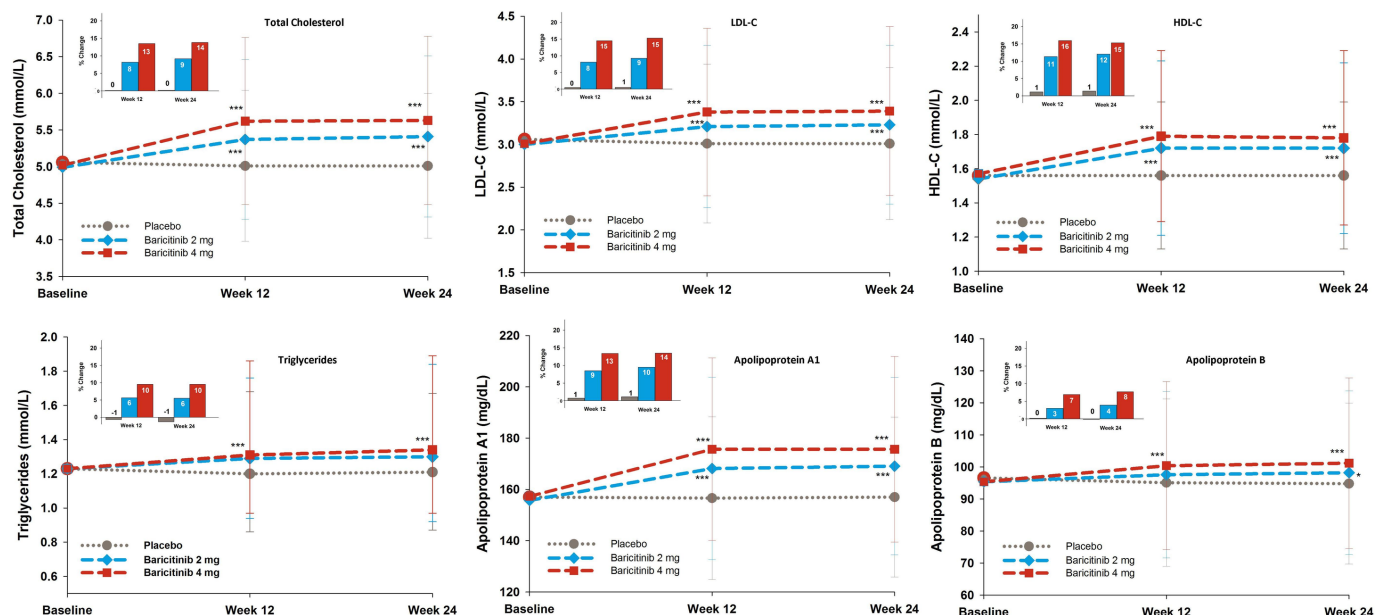 Total Cholesterol
% Change
20
15
10
5
0
0 8 13
0 9 14
Week 12 Week 24
Total Cholesterol (mmol/L)
7.0
6.5
6.0
5.5
5.0
4.5
4.0
3.5
*** ***
*** ***
Placebo
Baricitinib 2 mg
Baricitinib 4 mg
Baseline Week 12 Week 24
LDL-C
% Change
20
15
10
5
0
0 8 15
1 9 15
Week 12 Week 24
LDL-C (mmol/L)
4.5
4.0
3.5
3.0
2.5
2.0
1.5
*** ***
*** ***
Placebo
Baricitinib 2 mg
Baricitinib 4 mg
Baseline Week 12 Week 24
HDL-C
% Change
20
15
10
5
0
1 11 16
1 12 15
Week 12 Week 24
HDL-C (mmol/L)
2.4
2.2
2.0
1.8
1.6
1.4
1.2
1.0
*** ***
*** ***
Placebo
Baricitinib 2 mg
Baricitinib 4 mg
Baseline Week 12 Week 24
Triglycerides
% Change
20
15
10
5
0
-1 6 10
-1 6 10
Week 12 Week 24
Triglycerides (mmol/L)
2.0
1.8
1.6
1.4
1.2
1.0
0.8
0.6
*** ***
Placebo
Baricitinib 2 mg
Baricitinib 4 mg
Baseline Week 12 Week 24
Apolipoprotein A1
% Change
20
15
10
5
0
1 9 13
1 10 14
Week 12 Week 24
Apolipoprotein A1 (mg/dL)
220
200
180
160
140
120
*** ***
*** ***
Placebo
Baricitinib 2 mg
Baricitinib 4 mg
Baseline Week 12 Week 24
Apolipoprotein B
% Change
20
15
10
5
0
0 3 7
0 4 8
Week 12 Week 24
Apolipoprotein B (mg/dL)
140
130
120
110
100
90
80
70
60
*** ***
*
Placebo
Baricitinib 2 mg
Baricitinib 4 mg
Baseline Week 12 Week 24